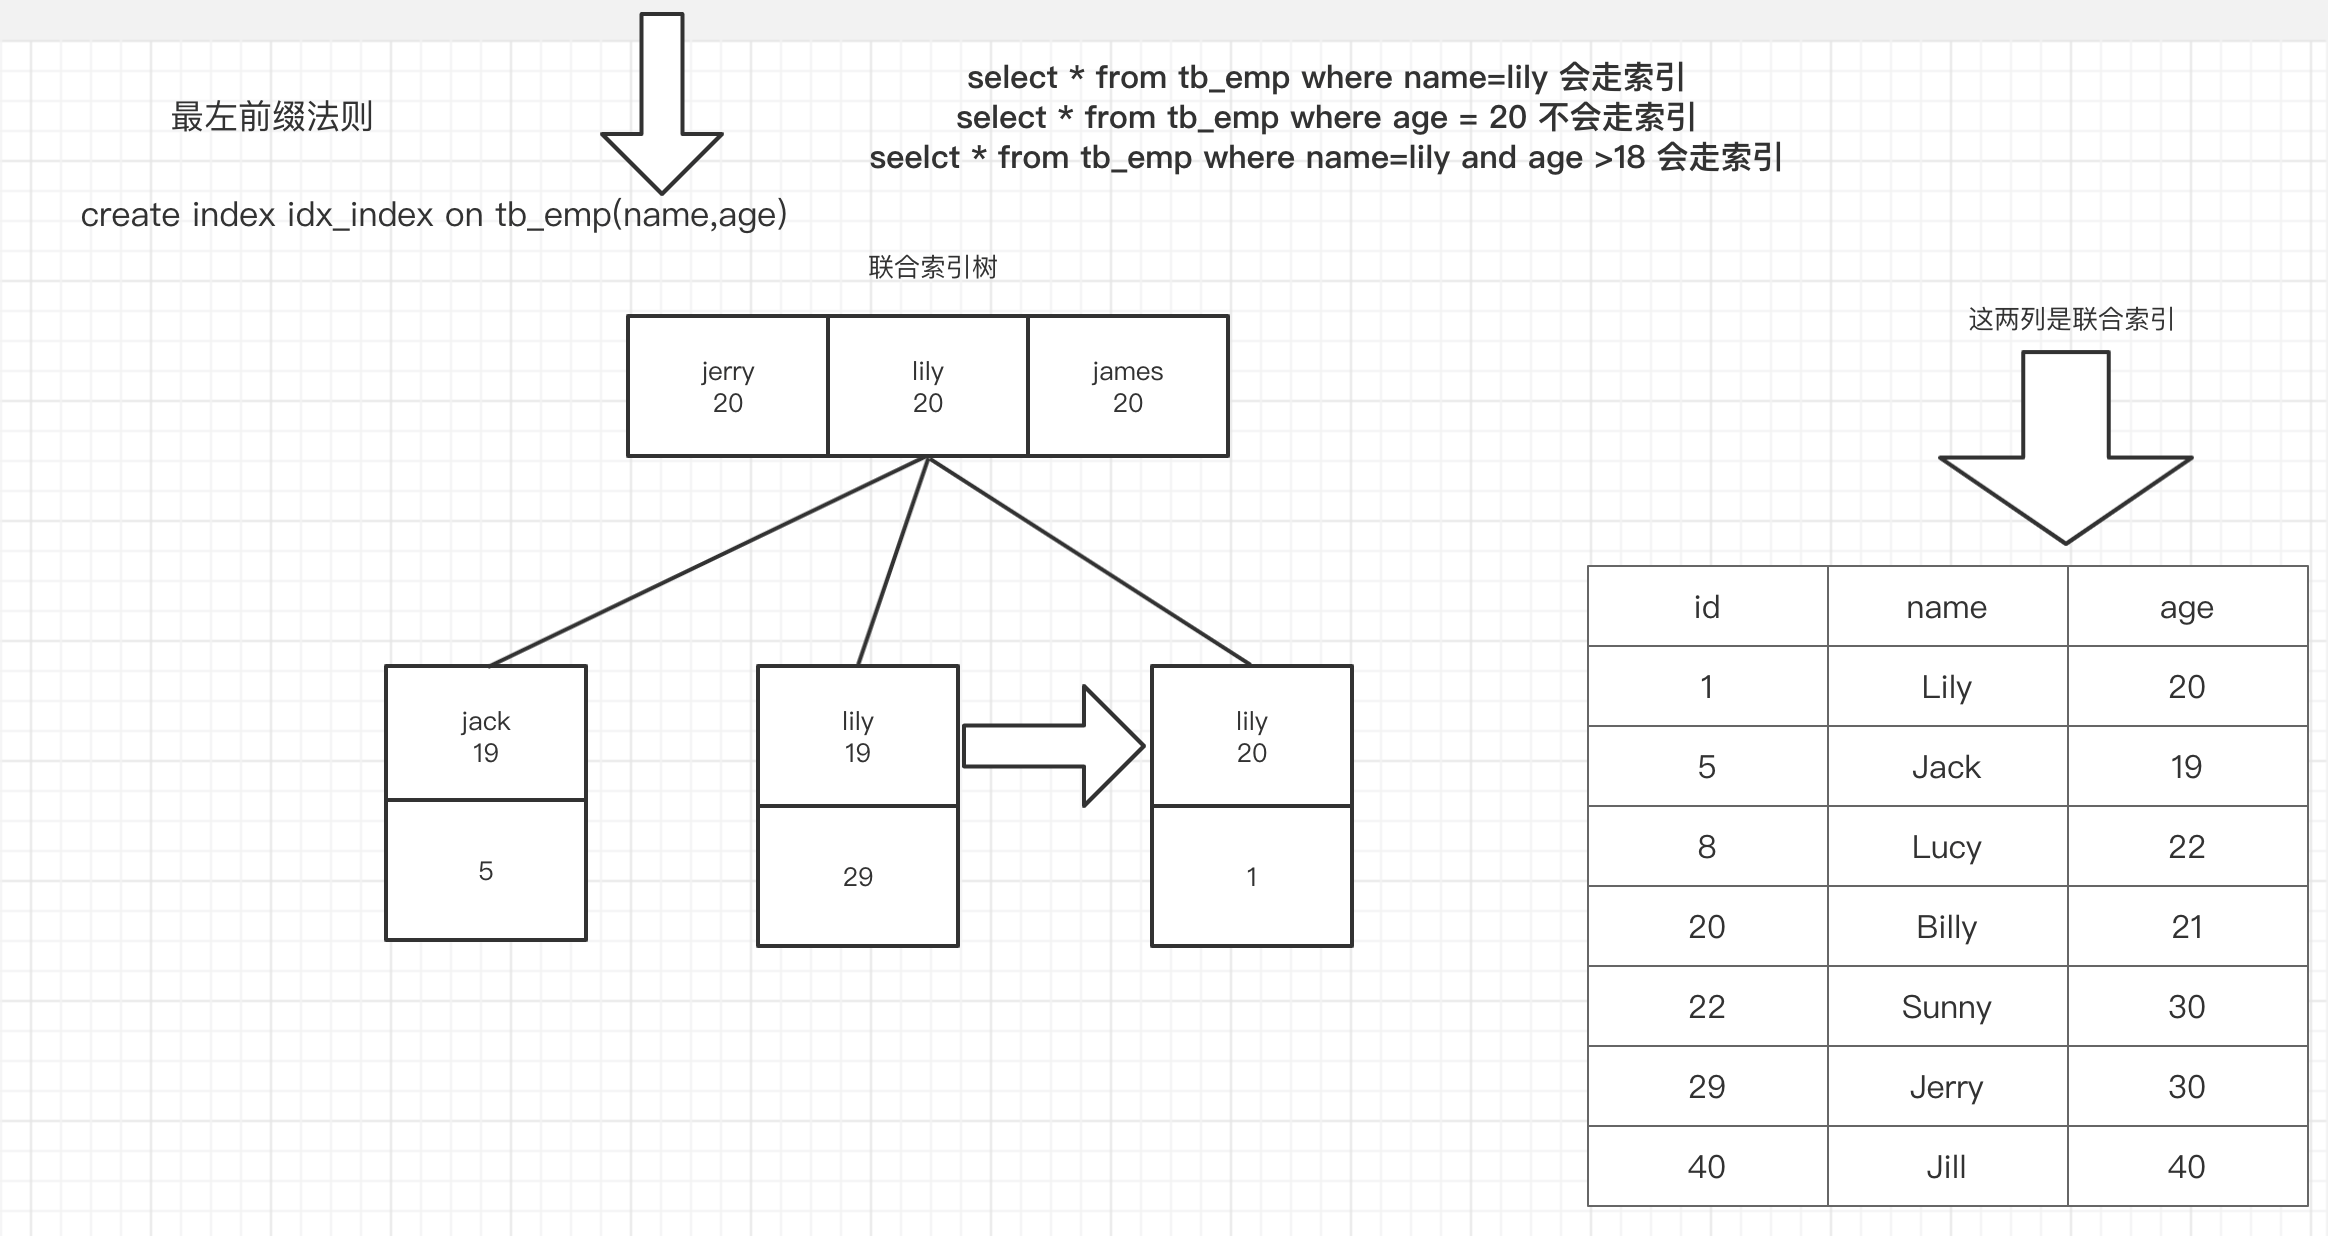 最左前缀法则
create index idx_index on tb_emp(name,age)
select * from tb_emp where name=lily 会走索引
select * from tb_emp where age = 20 不会走索引
seelct * from tb_emp where name=lily and age >18 会走索引
联合索引树
jerry
20
lily
20
james
20
jack
19
5
lily
19
29
lily
20
1
这两列是联合索引
id name age
1 Lily 20
5 Jack 19
8 Lucy 22
20 Billy 21
22 Sunny 30
29 Jerry 30
40 Jill 40